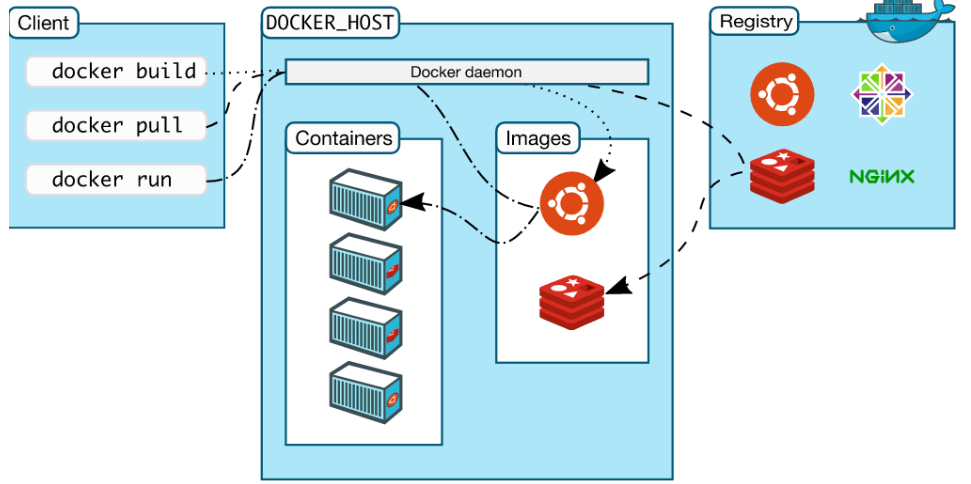 Client
docker build
docker pull
docker run
DOCKER_HOST
Docker daemon
Containers
Images
Registry
NGINX